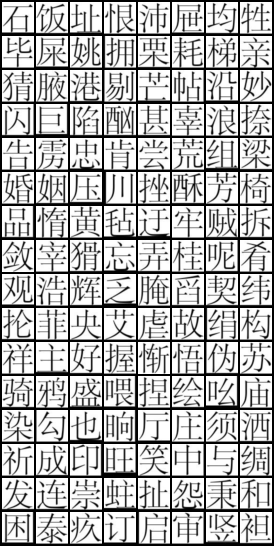 石饭址恨沛屉均牲
毕屎姚拥栗耗梯亲
猜腋港剔芒帖沿妙
闪巨陷酗甚辜浪捺
告雳忠肯尝荒组梁
婚姻压川挫酥芳椅
品惰黄毡迂牢贼拆
敛宰猾忘弄桂呢肴
观浩辉乏腌舀契纬
抡菲央艾虐故绢构
祥主好握惭悟伪苏
骑鸦盛喂捏绘吆庙
染勾也晌厅庄须洒
祈成印旺笑中与绸
发连崇蛀扯怨秉和
困泰疚订启审竖袒